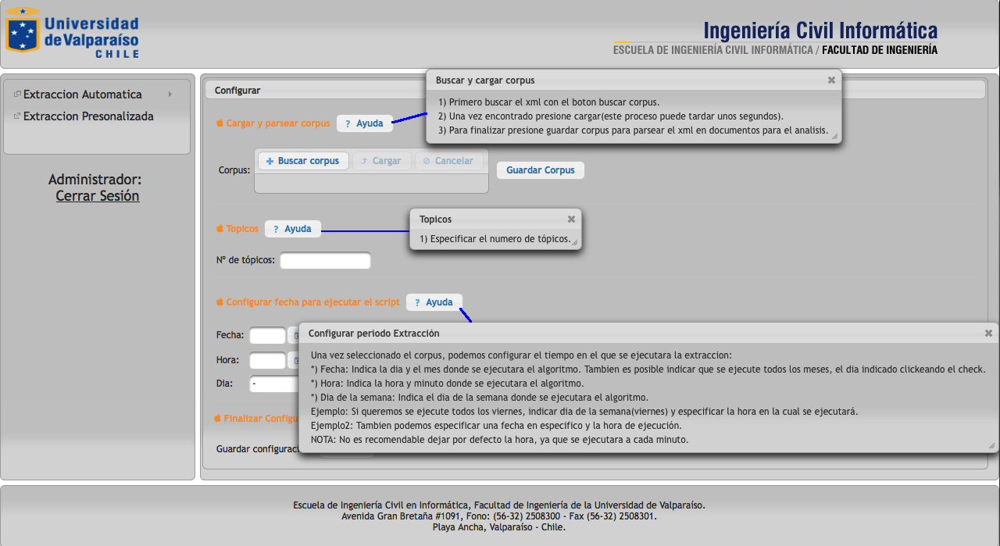 Universidad
de Valparaíso
CHILE
Ingeniería Civil Informática
ESCUELA DE INGENIERÍA CIVIL INFORMÁTICA / FACULTAD DE INGENIERÍA
Extraccion Automatica
Extraccion Presonalizada
Administrador:
Cerrar Sesión
Configurar
Buscar y cargar corpus
1) Primero buscar el xml con el boton buscar corpus.
2) Una vez encontrado presione cargar(este proceso puede tardar unos segundos).
3) Para finalizar presione guardar corpus para parsear el xml en documentos para el analisis.
Cargar y parsear corpus ? Ayuda
Corpus: Buscar corpus Cargar Cancelar Guardar Corpus
Topicos ? Ayuda
Topicos
1) Especificar el numero de tópicos.
Nº de tópicos:
Configurar fecha para ejecutar el script ? Ayuda
Fecha:
Hora:
Dia: -
Configurar periodo Extracción
Una vez seleccionado el corpus, podemos configurar el tiempo en el que se ejecutara la extraccion:
*) Fecha: Indica la dia y el mes donde se ejecutara el algoritmo. Tambien es posible indicar que se ejecute todos los meses, el dia indicado clickeando el check.
*) Hora: Indica la hora y minuto donde se ejecutara el algoritmo.
*) Dia de la semana: Indica el dia de la semana donde se ejecutara el algoritmo.
Ejemplo: Si queremos se ejecute todos los viernes, indicar dia de la semana(viernes) y especificar la hora en la cual se ejecutará.
Ejemplo2: Tambien podemos especificar una fecha en especifico y la hora de ejecución.
NOTA: No es recomendable dejar por defecto la hora, ya que se ejecutara a cada minuto.
Finalizar Configu
Guardar configurac
Escuela de Ingeniería Civil en Informática, Facultad de Ingeniería de la Universidad de Valparaíso.
Avenida Gran Bretaña #1091, Fono: (56-32) 2508300 - Fax (56-32) 2508301.
Playa Ancha, Valparaíso - Chile.